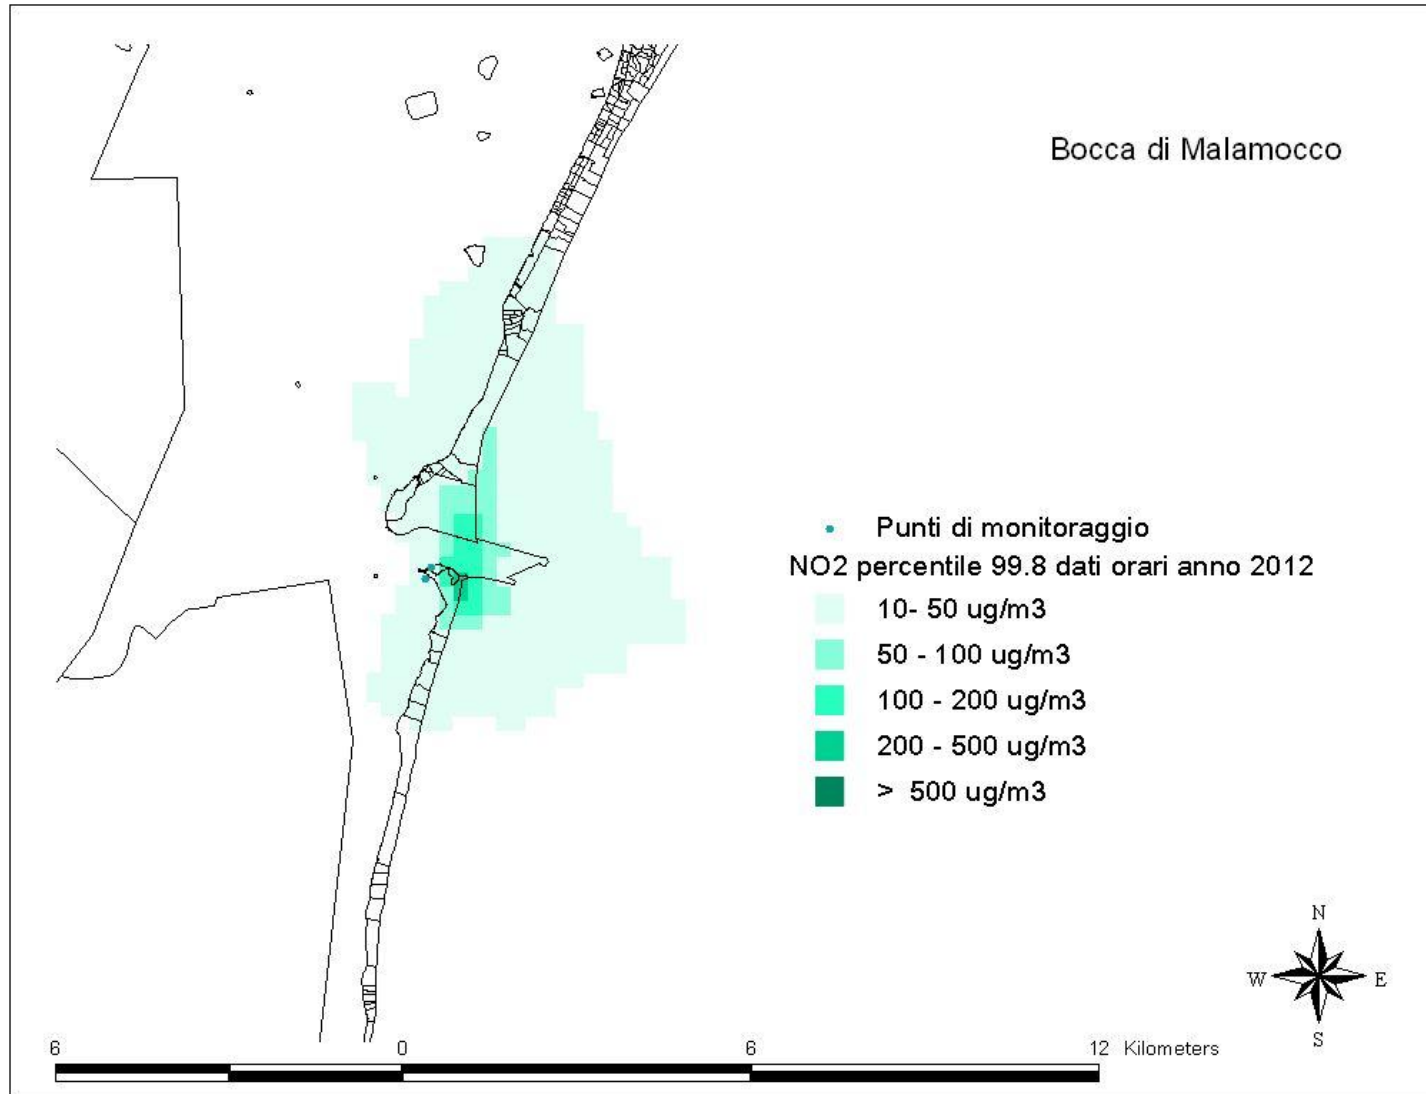 Bocca di Malamocco
Punti di monitoraggio
NO2 percentile 99.8 dati orari anno 2012
10- 50 ug/m3
50 - 100 ug/m3
100 - 200 ug/m3
200 - 500 ug/m3
> 500 ug/m3
N
W E
S
6 0 6 12 Kilometers